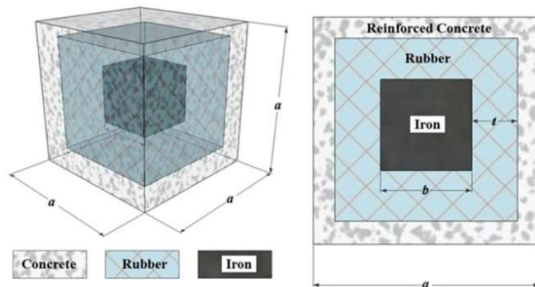 a
a
a
Concrete
Rubber
Iron
Reinforced Concrete
Rubber
Iron
t
b
a